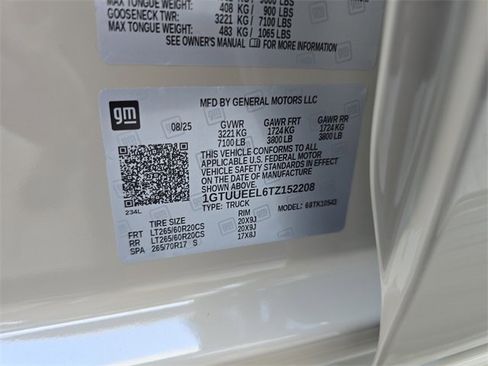 MAX TONGUE WEIGHT: 408 KG / 900 LBS
GOOSENECK TWR: 3221 KG / 7100 LBS
MAX TONGUE WEIGHT: 483 KG / 1065 LBS
SEE OWNER'S MANUAL FOR MORE INFORMATION
gm
MFD BY GENERAL MOTORS LLC
08/25 GVWR GAWR FRT GAWR RR
3221 KG 1724 KG 1724 KG
7100 LB 3800 LB 3800 LB
THIS VEHICLE CONFORMS TO ALL
APPLICABLE U.S. FEDERAL MOTOR
VEHICLE SAFETY STANDARDS IN EFFECT
ON THE DATE OF MANUFACTURE SHOWN ABOVE.
1GTUUEEL6TZ152208
TYPE: TRUCK MODEL: 68TK10543
234L
TIRE SIZE RIM
FRT LT265/60R20CS 20X9J
RR LT265/60R20CS 20X9J
SPA 265/70R17 S 17X8J